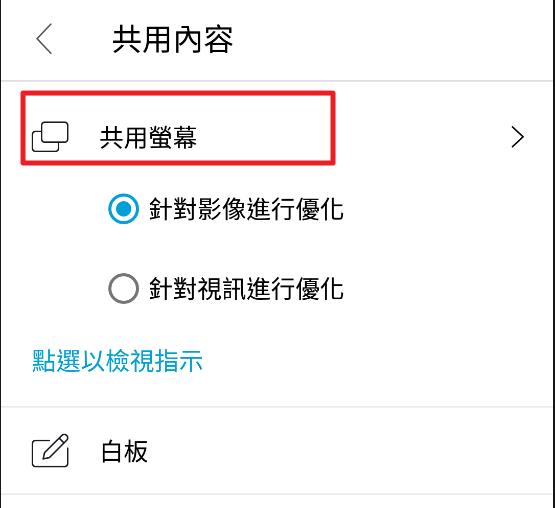 共用內容
共用螢幕
針對影像進行優化
針對視訊進行優化
點選以檢視指示
白板